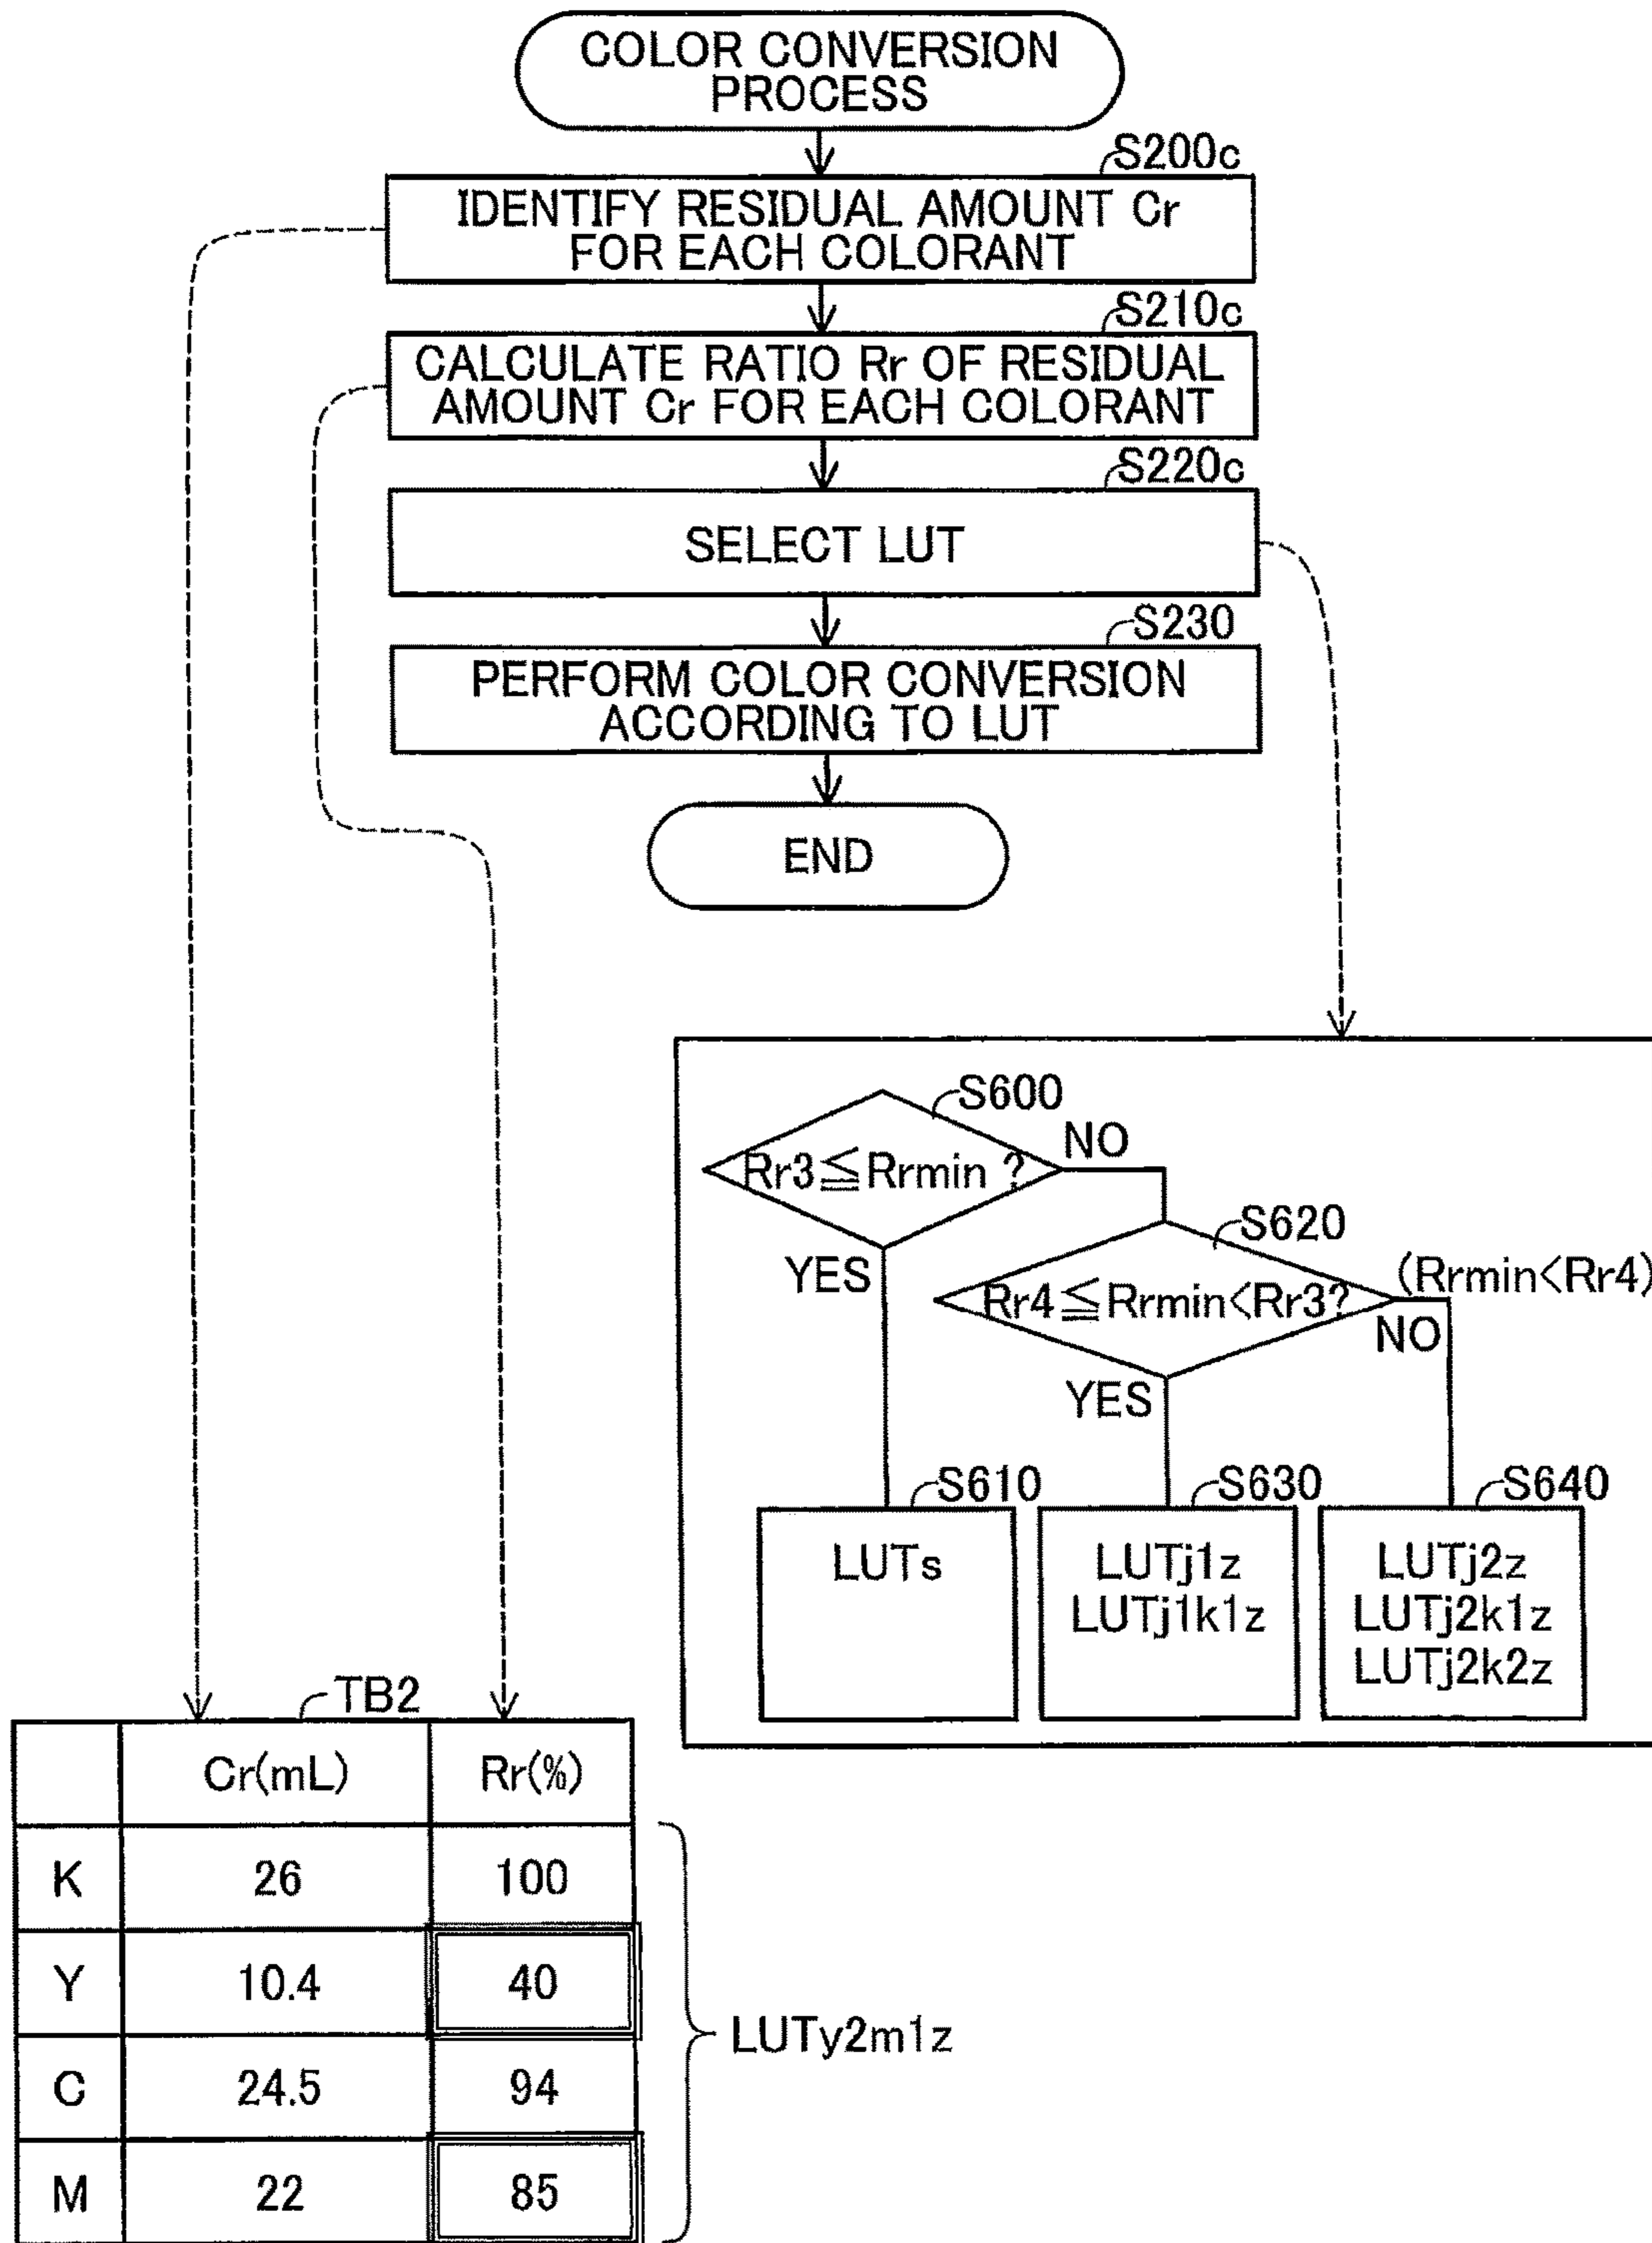 COLOR CONVERSION
PROCESS
S200c
IDENTIFY RESIDUAL AMOUNT Cr
FOR EACH COLORANT
S210c
CALCULATE RATIO Rr OF RESIDUAL
AMOUNT Cr FOR EACH COLORANT
S220c
SELECT LUT
S230
PERFORM COLOR CONVERSION
ACCORDING TO LUT
END
S600
Rr3≦Rrmin ?
NO
YES
S620
Rr4≦Rrmin<Rr3?
(Rrmin<Rr4)
NO
YES
S610
LUTs
S630
LUTj1z
LUTj1k1z
S640
LUTj2z
LUTj2k1z
LUTj2k2z
TB2
Cr(mL) Rr(%)
K 26 100
Y 10.4 40
C 24.5 94
M 22 85
LUTy2m1z